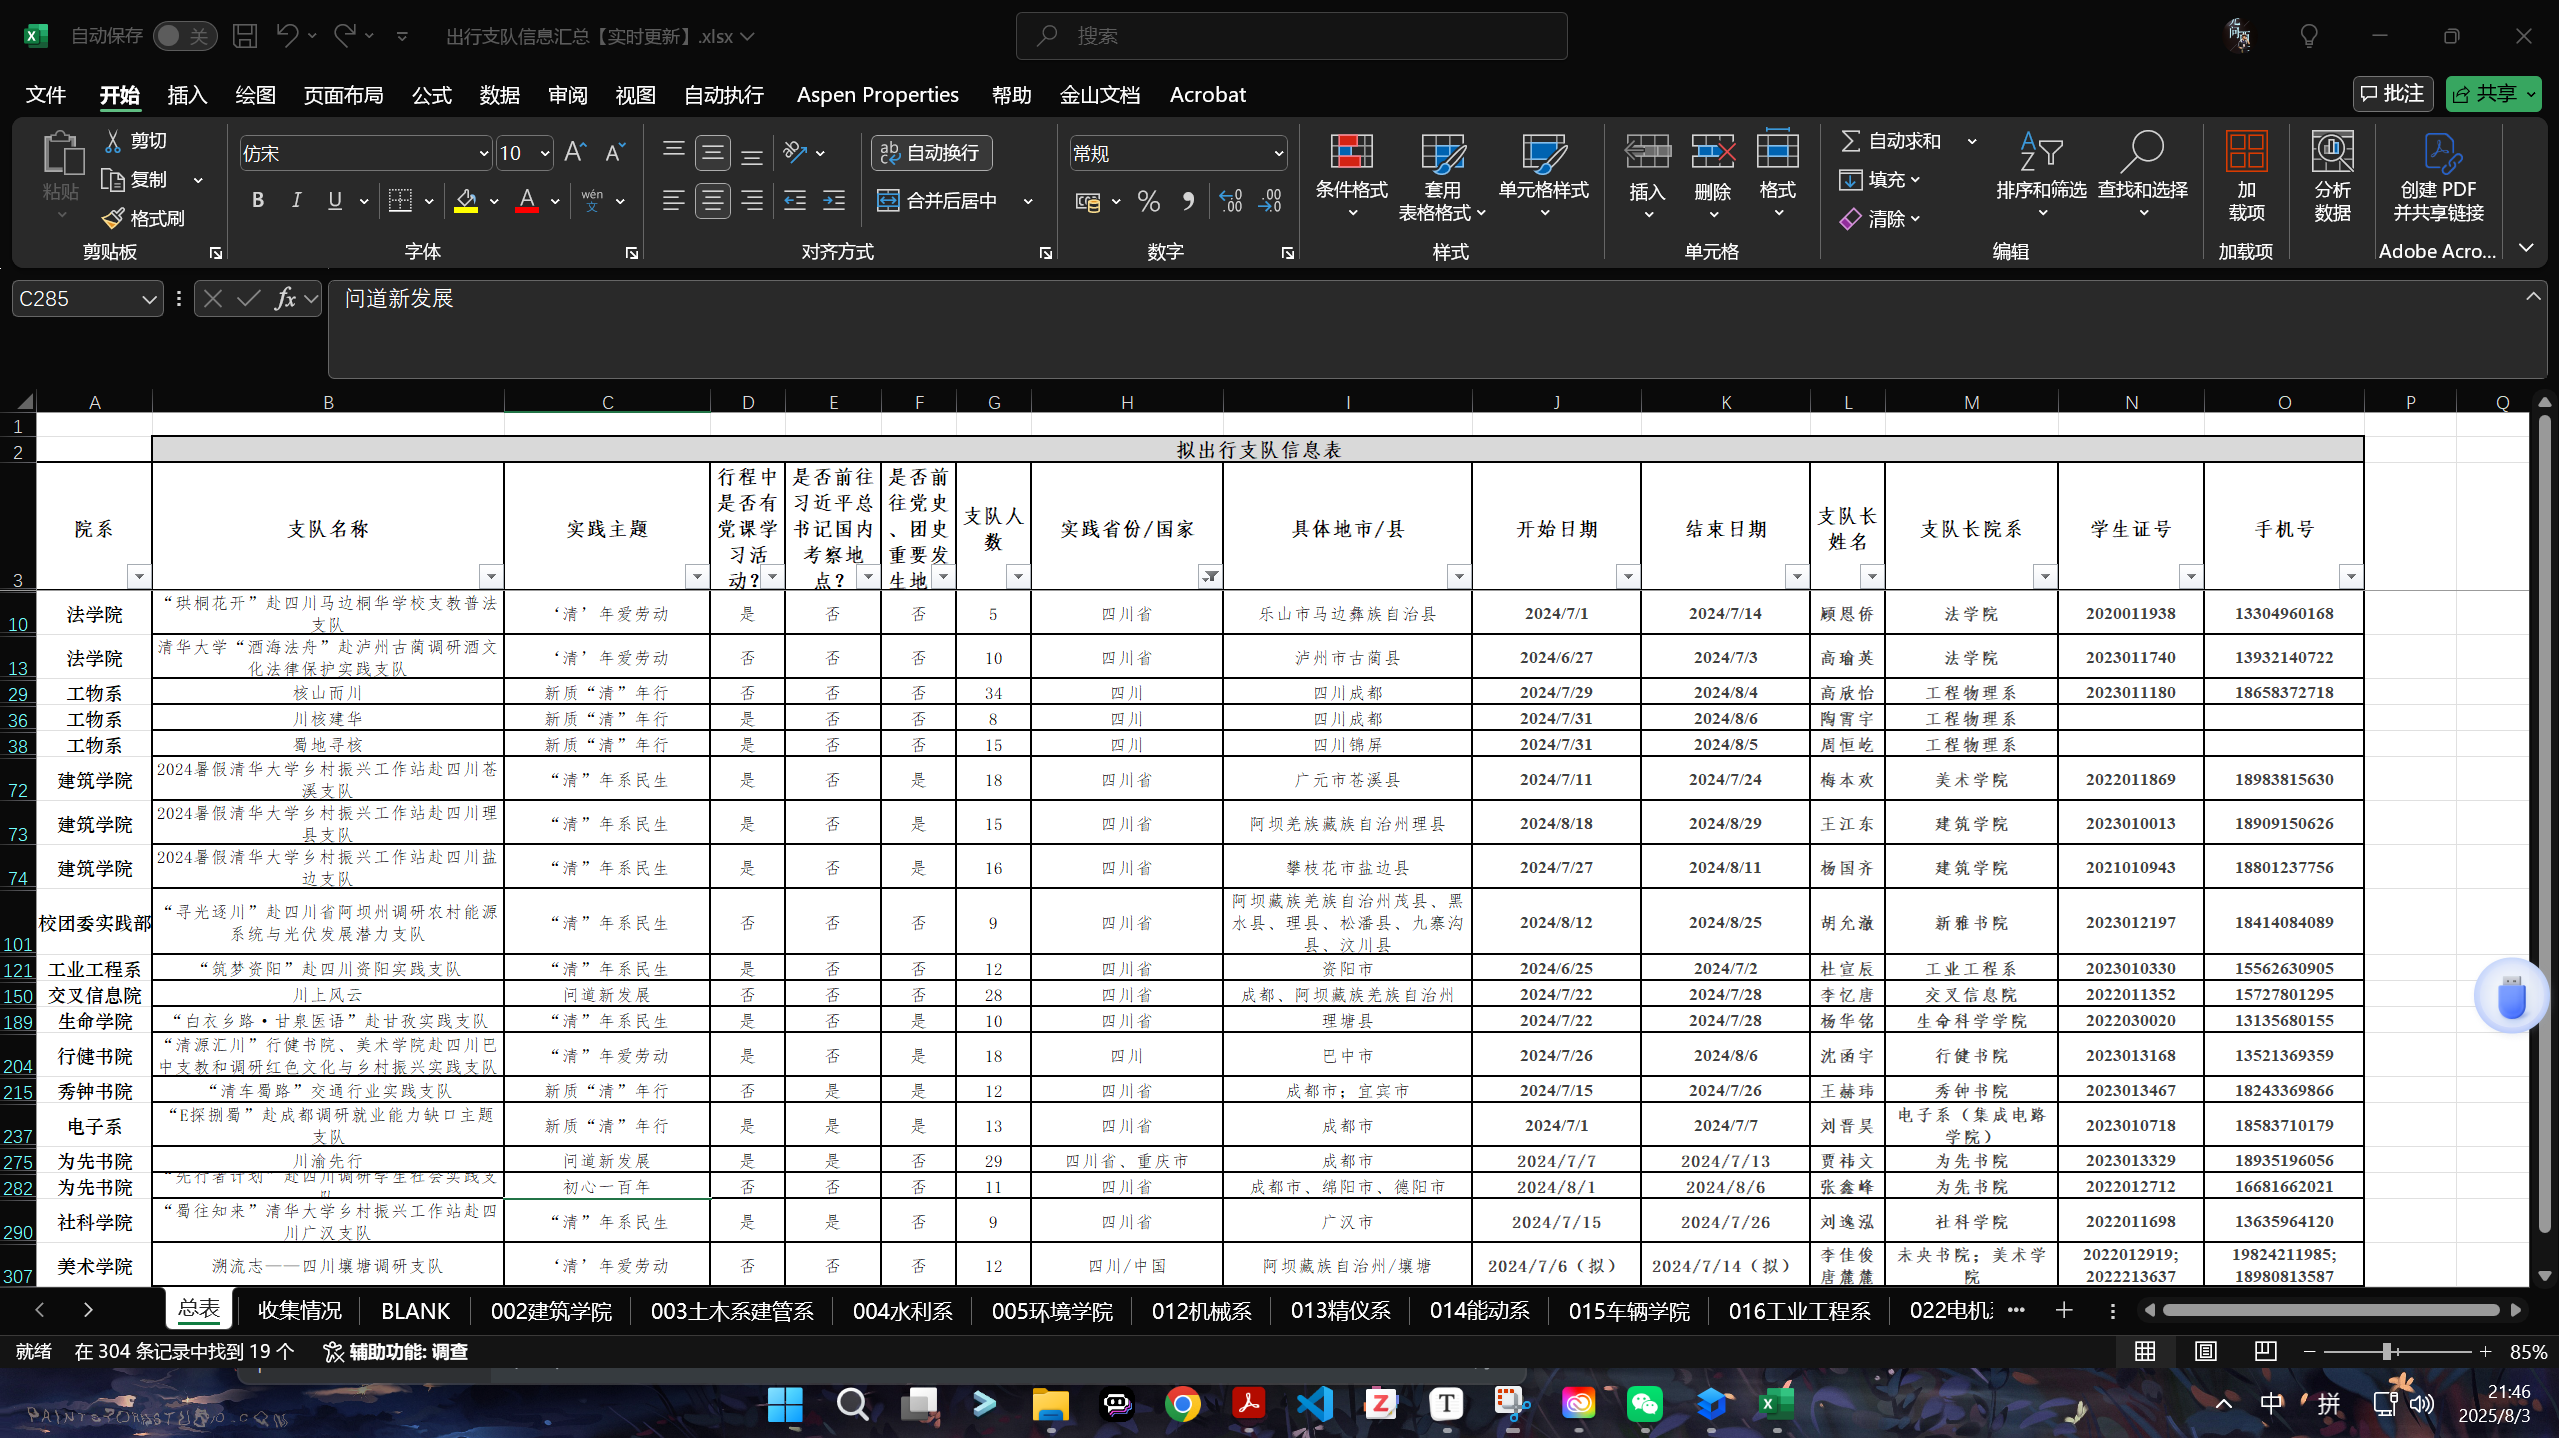 自动保存 关 出行支队信息汇总【实时更新】.xlsx 搜索
文件 开始 插入 绘图 页面布局 公式 数据 审阅 视图 自动执行 Aspen Properties 帮助 金山文档 Acrobat 批注 共享
粘贴 剪切 复制 格式刷 剪贴板
仿宋 10 B I U wén 文 字体
自动换行 合并后居中 对齐方式
常规 数字
条件格式 套用表格格式 单元格样式 样式
插入 删除 格式 单元格
自动求和 填充 清除 排序和筛选 查找和选择 编辑
加载项 加载项
分析数据
创建 PDF 并共享链接 Adobe Acro...
C285 fx 问道新发展
A B C D E F G H I J K L M N O P Q
1
2 拟出行支队信息表
3 院系 支队名称 实践主题 行程中是否有党课学习活动? 是否前往习近平总书记国内考察地点? 是否前往党史、团史重要发生地 支队人数 实践省份/国家 具体地市/县 开始日期 结束日期 支队长姓名 支队长院系 学生证号 手机号
10 法学院 “珙桐花开”赴四川马边桐华学校支教普法支队 ‘清’年爱劳动 是 否 否 5 四川省 乐山市马边彝族自治县 2024/7/1 2024/7/14 顾恩侨 法学院 2020011938 13304960168
13 法学院 清华大学“酒海法舟”赴泸州古蔺调研酒文化法律保护实践支队 ‘清’年爱劳动 否 否 否 10 四川省 泸州市古蔺县 2024/6/27 2024/7/3 高瑜英 法学院 2023011740 13932140722
29 工物系 核山而川 新质“清”年行 否 否 否 34 四川 四川成都 2024/7/29 2024/8/4 高欣怡 工程物理系 2023011180 18658372718
36 工物系 川核建华 新质“清”年行 是 否 否 8 四川 四川成都 2024/7/31 2024/8/6 陶霄宇 工程物理系
38 工物系 蜀地寻核 新质“清”年行 是 否 否 15 四川 四川锦屏 2024/7/31 2024/8/5 周恒屹 工程物理系
72 建筑学院 2024暑假清华大学乡村振兴工作站赴四川苍溪支队 “清”年系民生 是 否 是 18 四川省 广元市苍溪县 2024/7/11 2024/7/24 梅本欢 美术学院 2022011869 18983815630
73 建筑学院 2024暑假清华大学乡村振兴工作站赴四川理县支队 “清”年系民生 是 否 是 15 四川省 阿坝羌族藏族自治州理县 2024/8/18 2024/8/29 王江东 建筑学院 2023010013 18909150626
74 建筑学院 2024暑假清华大学乡村振兴工作站赴四川盐边支队 “清”年系民生 是 否 是 16 四川省 攀枝花市盐边县 2024/7/27 2024/8/11 杨国齐 建筑学院 2021010943 18801237756
101 校团委实践部 “寻光逐川”赴四川省阿坝州调研农村能源系统与光伏发展潜力支队 “清”年系民生 否 否 否 9 四川省 阿坝藏族羌族自治州茂县、黑水县、理县、松潘县、九寨沟县、汶川县 2024/8/12 2024/8/25 胡允澈 新雅书院 2023012197 18414084089
121 工业工程系 “筑梦资阳”赴四川资阳实践支队 “清”年系民生 是 否 否 12 四川省 资阳市 2024/6/25 2024/7/2 杜宣辰 工业工程系 2023010330 15562630905
150 交叉信息院 川上风云 问道新发展 否 否 否 28 四川省 成都、阿坝藏族羌族自治州 2024/7/22 2024/7/28 李忆唐 交叉信息院 2022011352 15727801295
189 生命学院 “白衣乡路·甘泉医语”赴甘孜实践支队 “清”年系民生 是 否 是 10 四川省 理塘县 2024/7/22 2024/7/28 杨华铭 生命科学学院 2022030020 13135680155
204 行健书院 “清源汇川”行健书院、美术学院赴四川巴中支教和调研红色文化与乡村振兴实践支队 “清”年爱劳动 是 否 是 18 四川 巴中市 2024/7/26 2024/8/6 沈函宇 行健书院 2023013168 13521369359
215 秀钟书院 “清车蜀路”交通行业实践支队 新质“清”年行 否 是 是 12 四川省 成都市；宜宾市 2024/7/15 2024/7/26 王赫玮 秀钟书院 2023013467 18243369866
237 电子系 “E探捌蜀”赴成都调研就业能力缺口主题支队 新质“清”年行 是 是 是 13 四川省 成都市 2024/7/1 2024/7/7 刘晋昊 电子系（集成电路学院） 2023010718 18583710179
275 为先书院 川渝先行 问道新发展 是 是 否 29 四川省、重庆市 成都市 2024/7/7 2024/7/13 贾祎文 为先书院 2023013329 18935196056
282 为先书院 “先行者计划”赴四川调研学生社会实践支队 初心一百年 否 否 否 11 四川省 成都市、绵阳市、德阳市 2024/8/1 2024/8/6 张鑫峰 为先书院 2022012712 16681662021
290 社科学院 “蜀往知来”清华大学乡村振兴工作站赴四川广汉支队 “清”年系民生 是 是 否 9 四川省 广汉市 2024/7/15 2024/7/26 刘逸泓 社科学院 2022011698 13635964120
307 美术学院 溯流志——四川壤塘调研支队 ‘清’年爱劳动 否 否 否 12 四川/中国 阿坝藏族自治州/壤塘 2024/7/6（拟） 2024/7/14（拟） 李佳俊 唐麓麓 未央书院；美术学院 2022012919; 2022213637 19824211985; 18980813587
总表 收集情况 BLANK 002建筑学院 003土木系建管系 004水利系 005环境学院 012机械系 013精仪系 014能动系 015车辆学院 016工业工程系 022电机
就绪 在 304 条记录中找到 19 个 辅助功能: 调查 85%
中 拼 21:46
2025/8/3